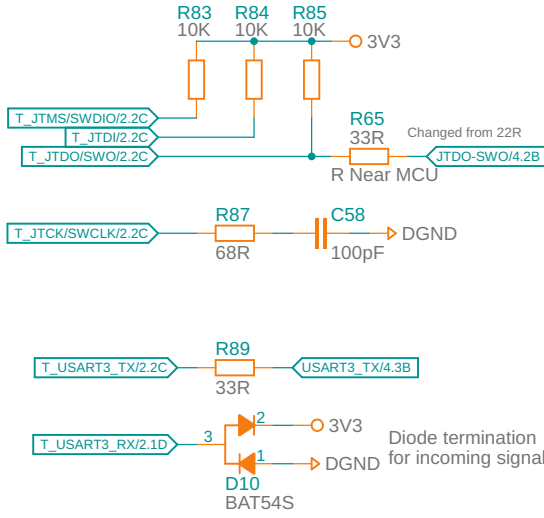 R83 R84 R85
10K 10K 10K
3V3
T_JTMS/SWDIO/2.2C
T_JTDI/2.2C
T_JTDO/SWO/2.2C
R65
33R
R Near MCU
Changed from 22R
JTDO-SWO/4.2B
T_JTCK/SWCLK/2.2C
R87
68R
C58
100pF
DGND
T_USART3_TX/2.2C
R89
33R
USART3_TX/4.3B
T_USART3_RX/2.1D
3
2
3V3
1
DGND
D10
BAT54S
Diode termination
for incoming signal